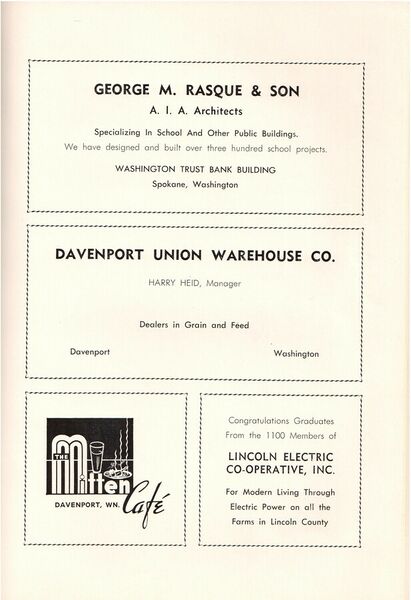 GEORGE M. RASQUE & SON
A. I. A. Architects
Specializing In School And Other Public Buildings.
We have designed and built over three hundred school projects.
WASHINGTON TRUST BANK BUILDING
Spokane, Washington
DAVENPORT UNION WAREHOUSE CO.
HARRY HEID, Manager
Dealers in Grain and Feed
Davenport Washington
THE Mitten
DAVENPORT, WN. Café
Congratulations Graduates
From the 1100 Members of
LINCOLN ELECTRIC
CO-OPERATIVE, INC.
For Modern Living Through
Electric Power on all the
Farms in Lincoln County